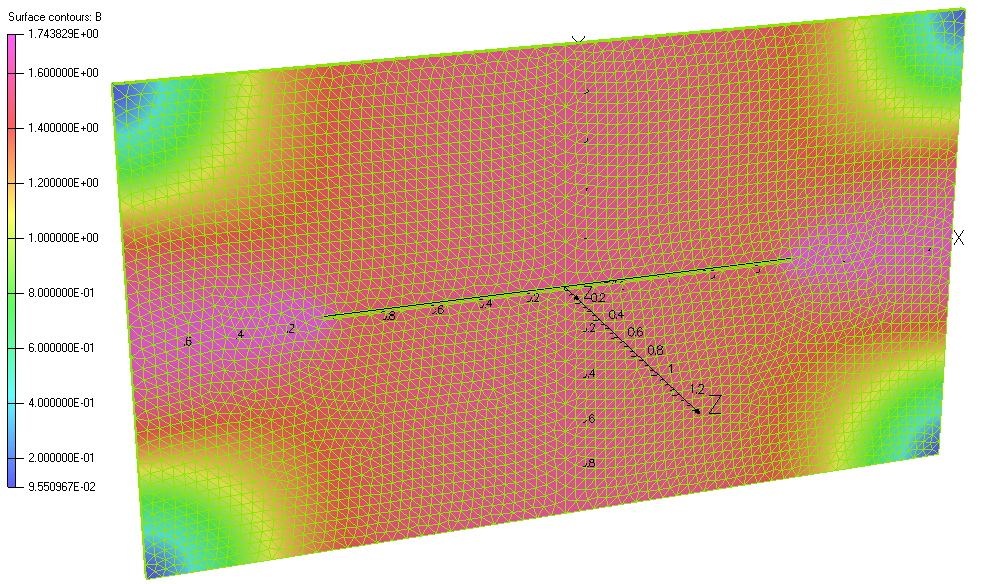 Surface contours: B
1.743829E+00
1.600000E+00
1.400000E+00
1.200000E+00
1.000000E+00
8.000000E-01
6.000000E-01
4.000000E-01
2.000000E-01
9.550967E-02
X
Z
0.2
0.4
0.6
0.8
1
1.2
Z
.6
.4
.2
.8
.6
.4
.2
.2
.4
.6
.8